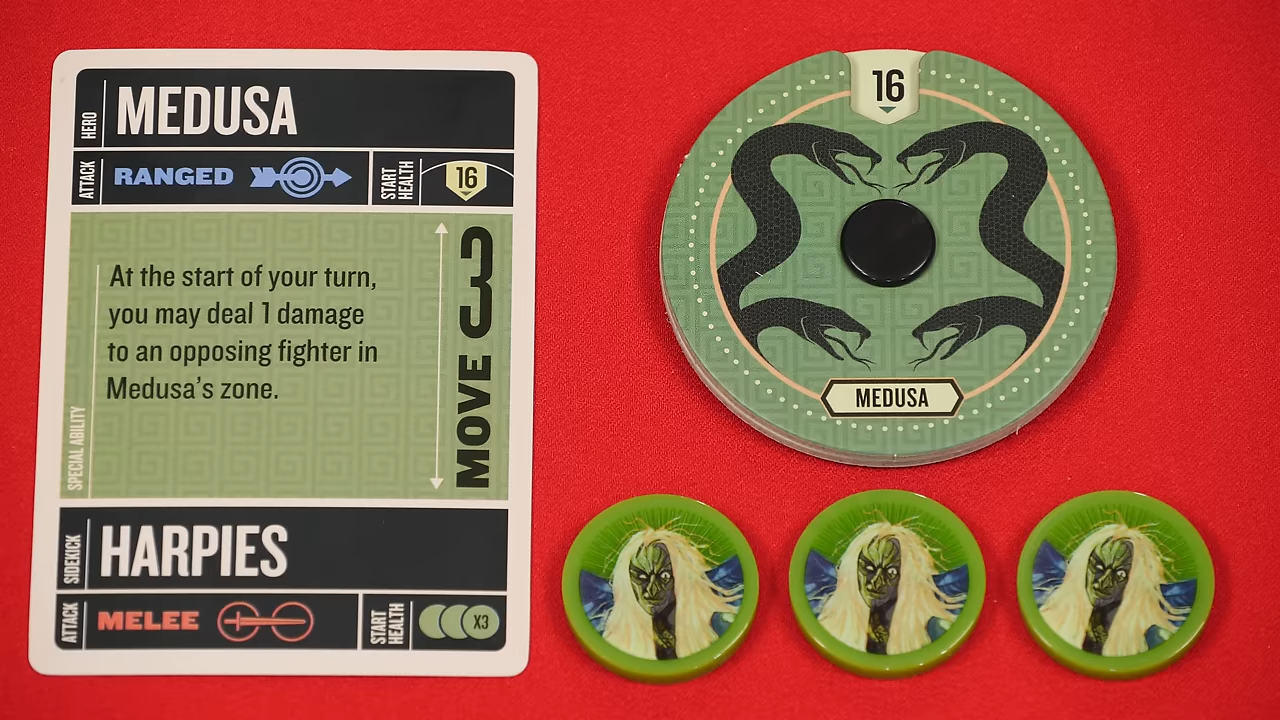 HERO
MEDUSA
ATTACK
RANGED
START
HEALTH
16
At the start of your turn,
you may deal 1 damage
to an opposing fighter in
Medusa's zone.
SPECIAL ABILITY
MOVE 3
SIDEKICK
HARPIES
ATTACK
MELEE
START
HEALTH
X3
16
MEDUSA